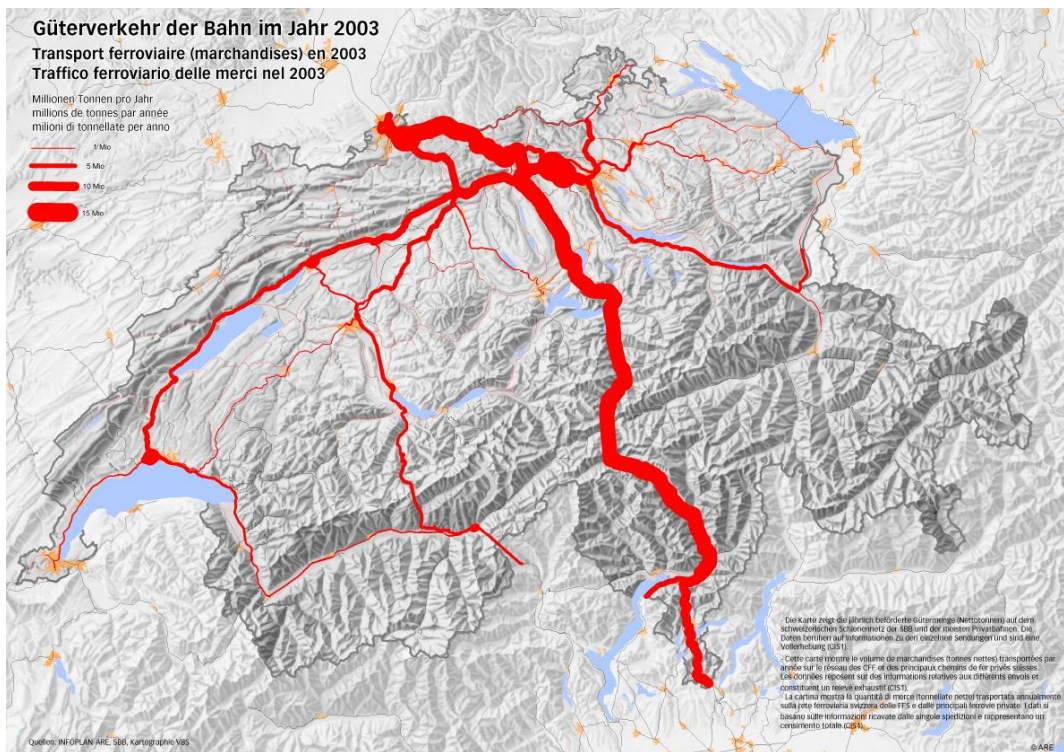 Güterverkehr der Bahn im Jahr 2003
Transport ferroviaire (marchandises) en 2003
Traffico ferroviario delle merci nel 2003
Millionen Tonnen pro Jahr
millions de tonnes par année
milioni di tonnellate per anno
1 Mio
5 Mio
10 Mio
15 Mio
- Die Karte zeigt die jährlich beförderte Gütermenge (Nettotonnen) auf dem
schweizerischen Schienennetz der SBB und der meisten Privatbahnen. Die
Daten beruhen auf Informationen zu den einzelnen Sendungen und sind eine
Vollerhebung (CIS1).
- Cette carte montre le volume de marchandises (tonnes nettes) transportées par
année sur le réseau des CFF et des principaux chemins de fer privés suisses.
Les données reposent sur des informations relatives aux différents envois et
constituent un relevé exhaustif (CIS1).
- La cartina mostra la quantità di merce (tonnellate nette) trasportata annualmente
sulla rete ferroviaria svizzera delle FFS e dalle principali ferrovie private. I dati si
basano sulle informazioni ricavate dalle singole spedizioni e rappresentano un
censimento totale (CIS1).
Quellen: INFOPLAN-ARE, SBB, Kartographie VBS
©ARE